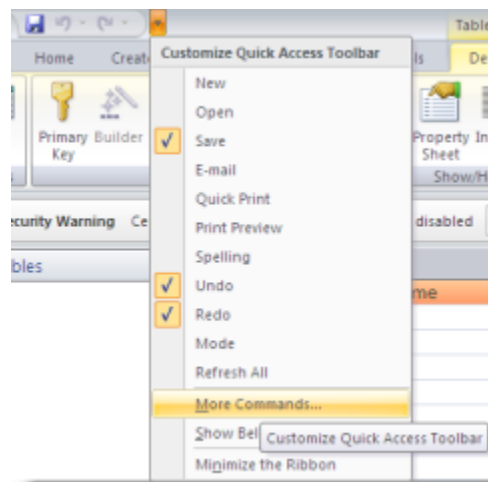 Table
Home Create
Customize Quick Access Toolbar
ls De
New
Open
Save
E-mail
Quick Print
Print Preview
Spelling
Undo
Redo
Mode
Refresh All
More Commands...
Show Bel
Customize Quick Access Toolbar
Minimize the Ribbon
Primary Key
Builder
Property Sheet
In
Show/H
ecurity Warning Ce
disabled
bles
me